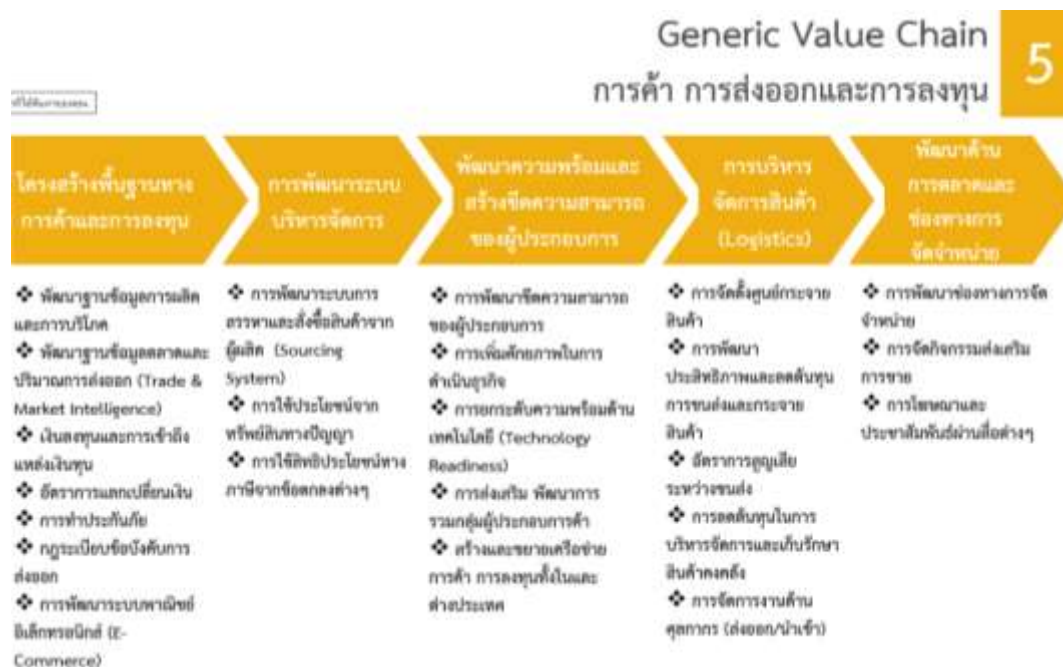 Generic Value Chain
5
การค้า การส่งออกและการลงทุน
โครงสร้างพื้นฐานทาง
การค้าและการลงทุน
การพัฒนาระบบ
บริหารจัดการ
พัฒนาความพร้อมและ
สร้างขีดความสามารถ
ของผู้ประกอบการ
การบริหาร
จัดการสินค้า
(Logistics)
พัฒนาด้าน
การตลาดและ
ช่องทางการ
จัดจำหน่าย
❖ พัฒนาฐานข้อมูลการผลิต
และการบริโภค
❖ พัฒนาฐานข้อมูลตลาดและ
ปริมาณการส่งออก (Trade &
Market Intelligence)
❖ เงินลงทุนและการเข้าถึง
แหล่งเงินทุน
❖ อัตราการแลกเปลี่ยนเงิน
❖ การทำประกันภัย
❖ กฎระเบียบข้อบังคับการ
ส่งออก
❖ การพัฒนาระบบพาณิชย์
อิเล็กทรอนิกส์ (E-
Commerce)
❖ การพัฒนาระบบการ
สรรหาและสั่งซื้อสินค้าจาก
ผู้ผลิต (Sourcing
System)
❖ การใช้ประโยชน์จาก
ทรัพย์สินทางปัญญา
❖ การใช้สิทธิประโยชน์ทาง
ภาษีจากข้อตกลงต่างๆ
❖ การพัฒนาขีดความสามารถ
ของผู้ประกอบการ
❖ การเพิ่มศักยภาพในการ
ดำเนินธุรกิจ
❖ การยกระดับความพร้อมด้าน
เทคโนโลยี (Technology
Readiness)
❖ การส่งเสริม พัฒนาการ
รวมกลุ่มผู้ประกอบการค้า
❖ สร้างและขยายเครือข่าย
การค้า การลงทุนทั้งในและ
ต่างประเทศ
❖ การจัดตั้งศูนย์กระจาย
สินค้า
❖ การพัฒนา
ประสิทธิภาพและลดต้นทุน
การขนส่งและกระจาย
สินค้า
❖ อัตราการสูญเสีย
ระหว่างขนส่ง
❖ การลดต้นทุนในการ
บริหารจัดการและเก็บรักษา
สินค้าคงคลัง
❖ การจัดการงานด้าน
ศุลกากร (ส่งออก/นำเข้า)
❖ การพัฒนาช่องทางการจัด
จำหน่าย
❖ การจัดกิจกรรมส่งเสริม
การขาย
❖ การโฆษณาและ
ประชาสัมพันธ์ผ่านสื่อต่างๆ